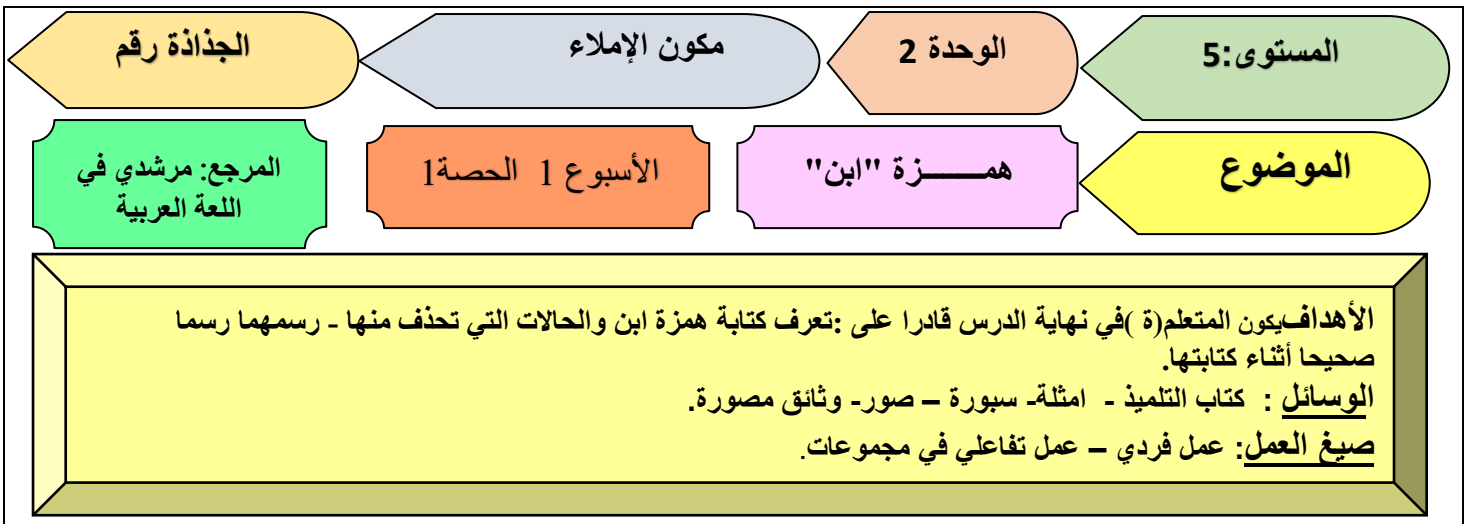 المستوى:5
الوحدة 2
مكون الإملاء
الجذاذة رقم
الموضوع
همـــــــزة "ابن"
الأسبوع 1 الحصة1
المرجع: مرشدي في
اللعة العربية
الأهدافيكون المتعلم(ة )في نهاية الدرس قادرا على :تعرف كتابة همزة ابن والحالات التي تحذف منها - رسمهما رسما
صحيحا أثناء كتابتها.
الوسائل : كتاب التلميذ - امثلة- سبورة – صور- وثائق مصورة.
صيغ العمل: عمل فردي – عمل تفاعلي في مجموعات.